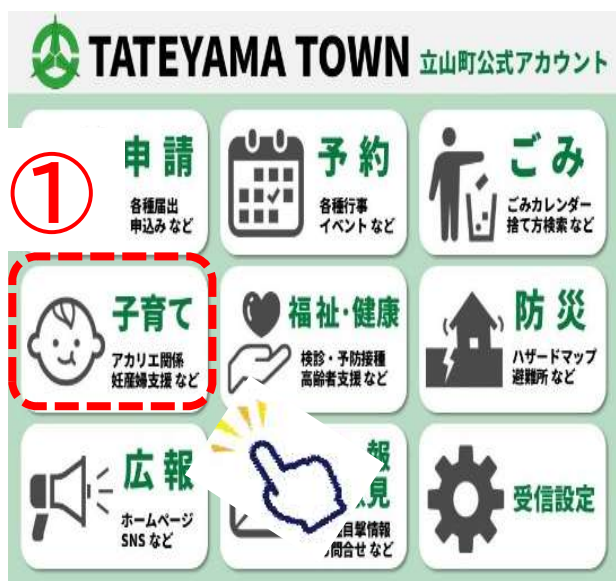 TATEYAMA TOWN 立山町公式アカウント
①
申請
各種届出
申込み など
予約
各種行事
イベント など
ごみ
ごみカレンダー
捨て方検索 など
子育て
アカリエ関係
妊産婦支援 など
福祉・健康
検診・予防接種
高齢者支援 など
防災
ハザードマップ
避難所 など
広報
ホームページ
SNS など
報
見
目撃情報
問合せ など
受信設定